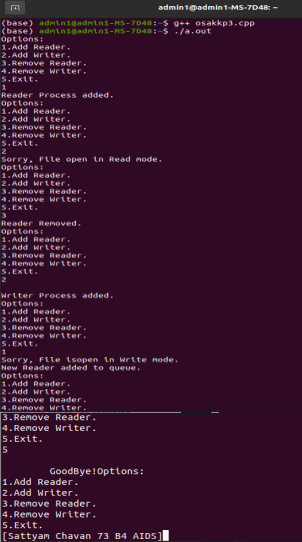 admin1@admin1-MS-7D48: ~
(base) admin1@admin1-MS-7D48:~$ g++ osakkp3.cpp
(base) admin1@admin1-MS-7D48:~$ ./a.out
Options:
1.Add Reader.
2.Add Writer.
3.Remove Reader.
4.Remove Writer.
5.Exit.
1
Reader Process added.
Options:
1.Add Reader.
2.Add Writer.
3.Remove Reader.
4.Remove Writer.
5.Exit.
2
Sorry, File open in Read mode.
Options:
1.Add Reader.
2.Add Writer.
3.Remove Reader.
4.Remove Writer.
5.Exit.
3
Reader Removed.
Options:
1.Add Reader.
2.Add Writer.
3.Remove Reader.
4.Remove Writer.
5.Exit.
2
Writer Process added.
Options:
1.Add Reader.
2.Add Writer.
3.Remove Reader.
4.Remove Writer.
5.Exit.
1
Sorry, File isopen in Write mode.
New Reader added to queue.
Options:
1.Add Reader.
2.Add Writer.
3.Remove Reader.
4.Remove Writer.
3.Remove Reader.
4.Remove Writer.
5.Exit.
5
GoodBye!Options:
1.Add Reader.
2.Add Writer.
3.Remove Reader.
4.Remove Writer.
5.Exit.
[Sattyam Chavan 73 B4 AIDS]